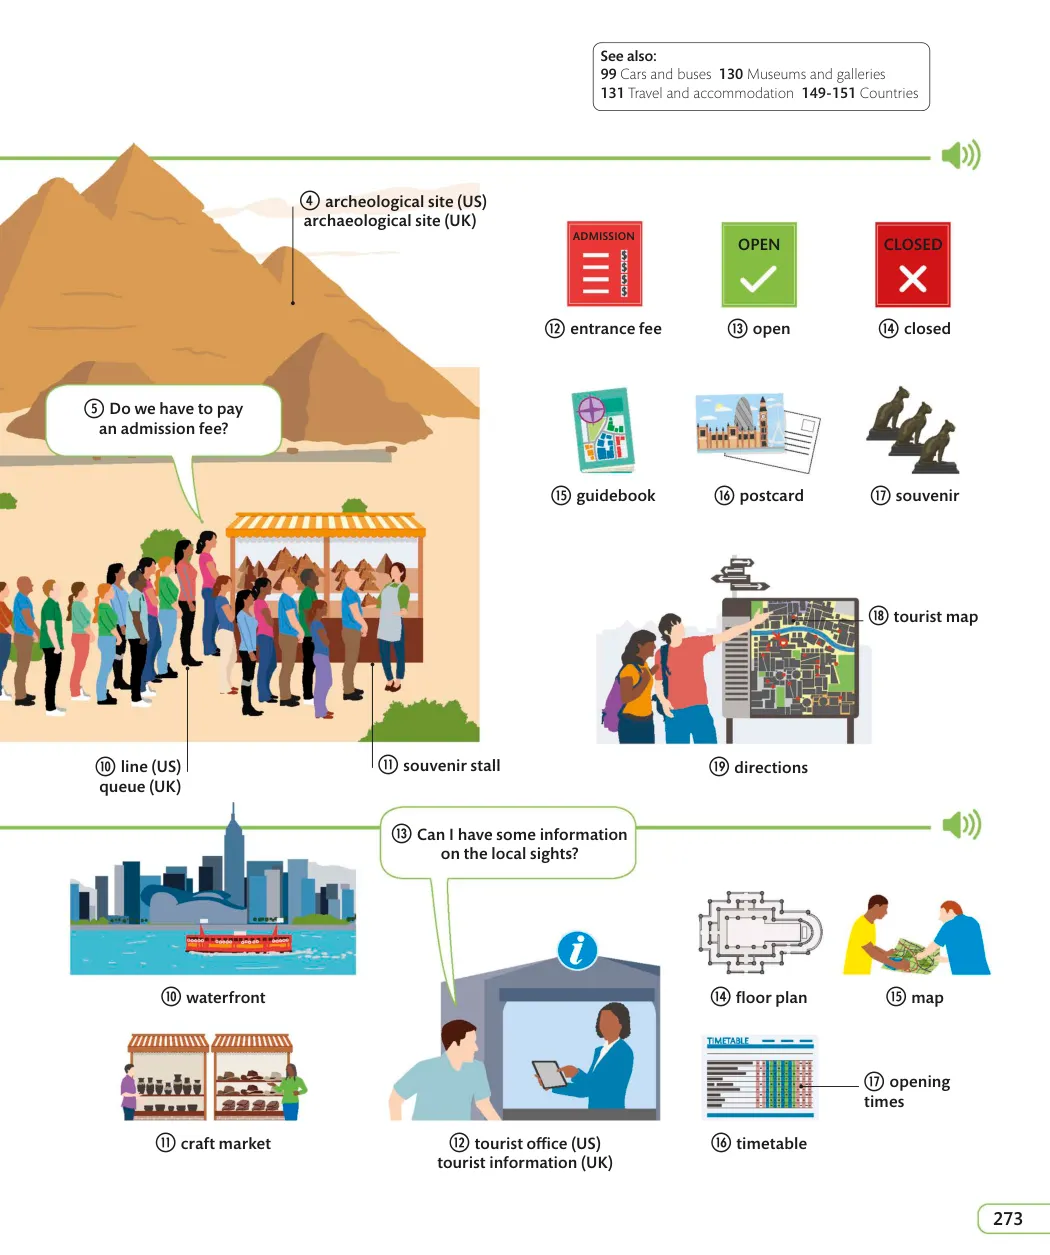 See also:
99 Cars and buses 130 Museums and galleries
131 Travel and accommodation 149-151 Countries
④ archeological site (US)
archaeological site (UK)
ADMISSION
$
$
$
$
OPEN
CLOSED
⑫ entrance fee
⑬ open
⑭ closed
⑤ Do we have to pay
an admission fee?
⑮ guidebook
⑯ postcard
⑰ souvenir
⑱ tourist map
⑩ line (US)
queue (UK)
⑪ souvenir stall
⑲ directions
⑬ Can I have some information
on the local sights?
i
⑩ waterfront
⑭ floor plan
⑮ map
TIMETABLE
⑰ opening
times
⑪ craft market
⑫ tourist office (US)
tourist information (UK)
⑯ timetable
273